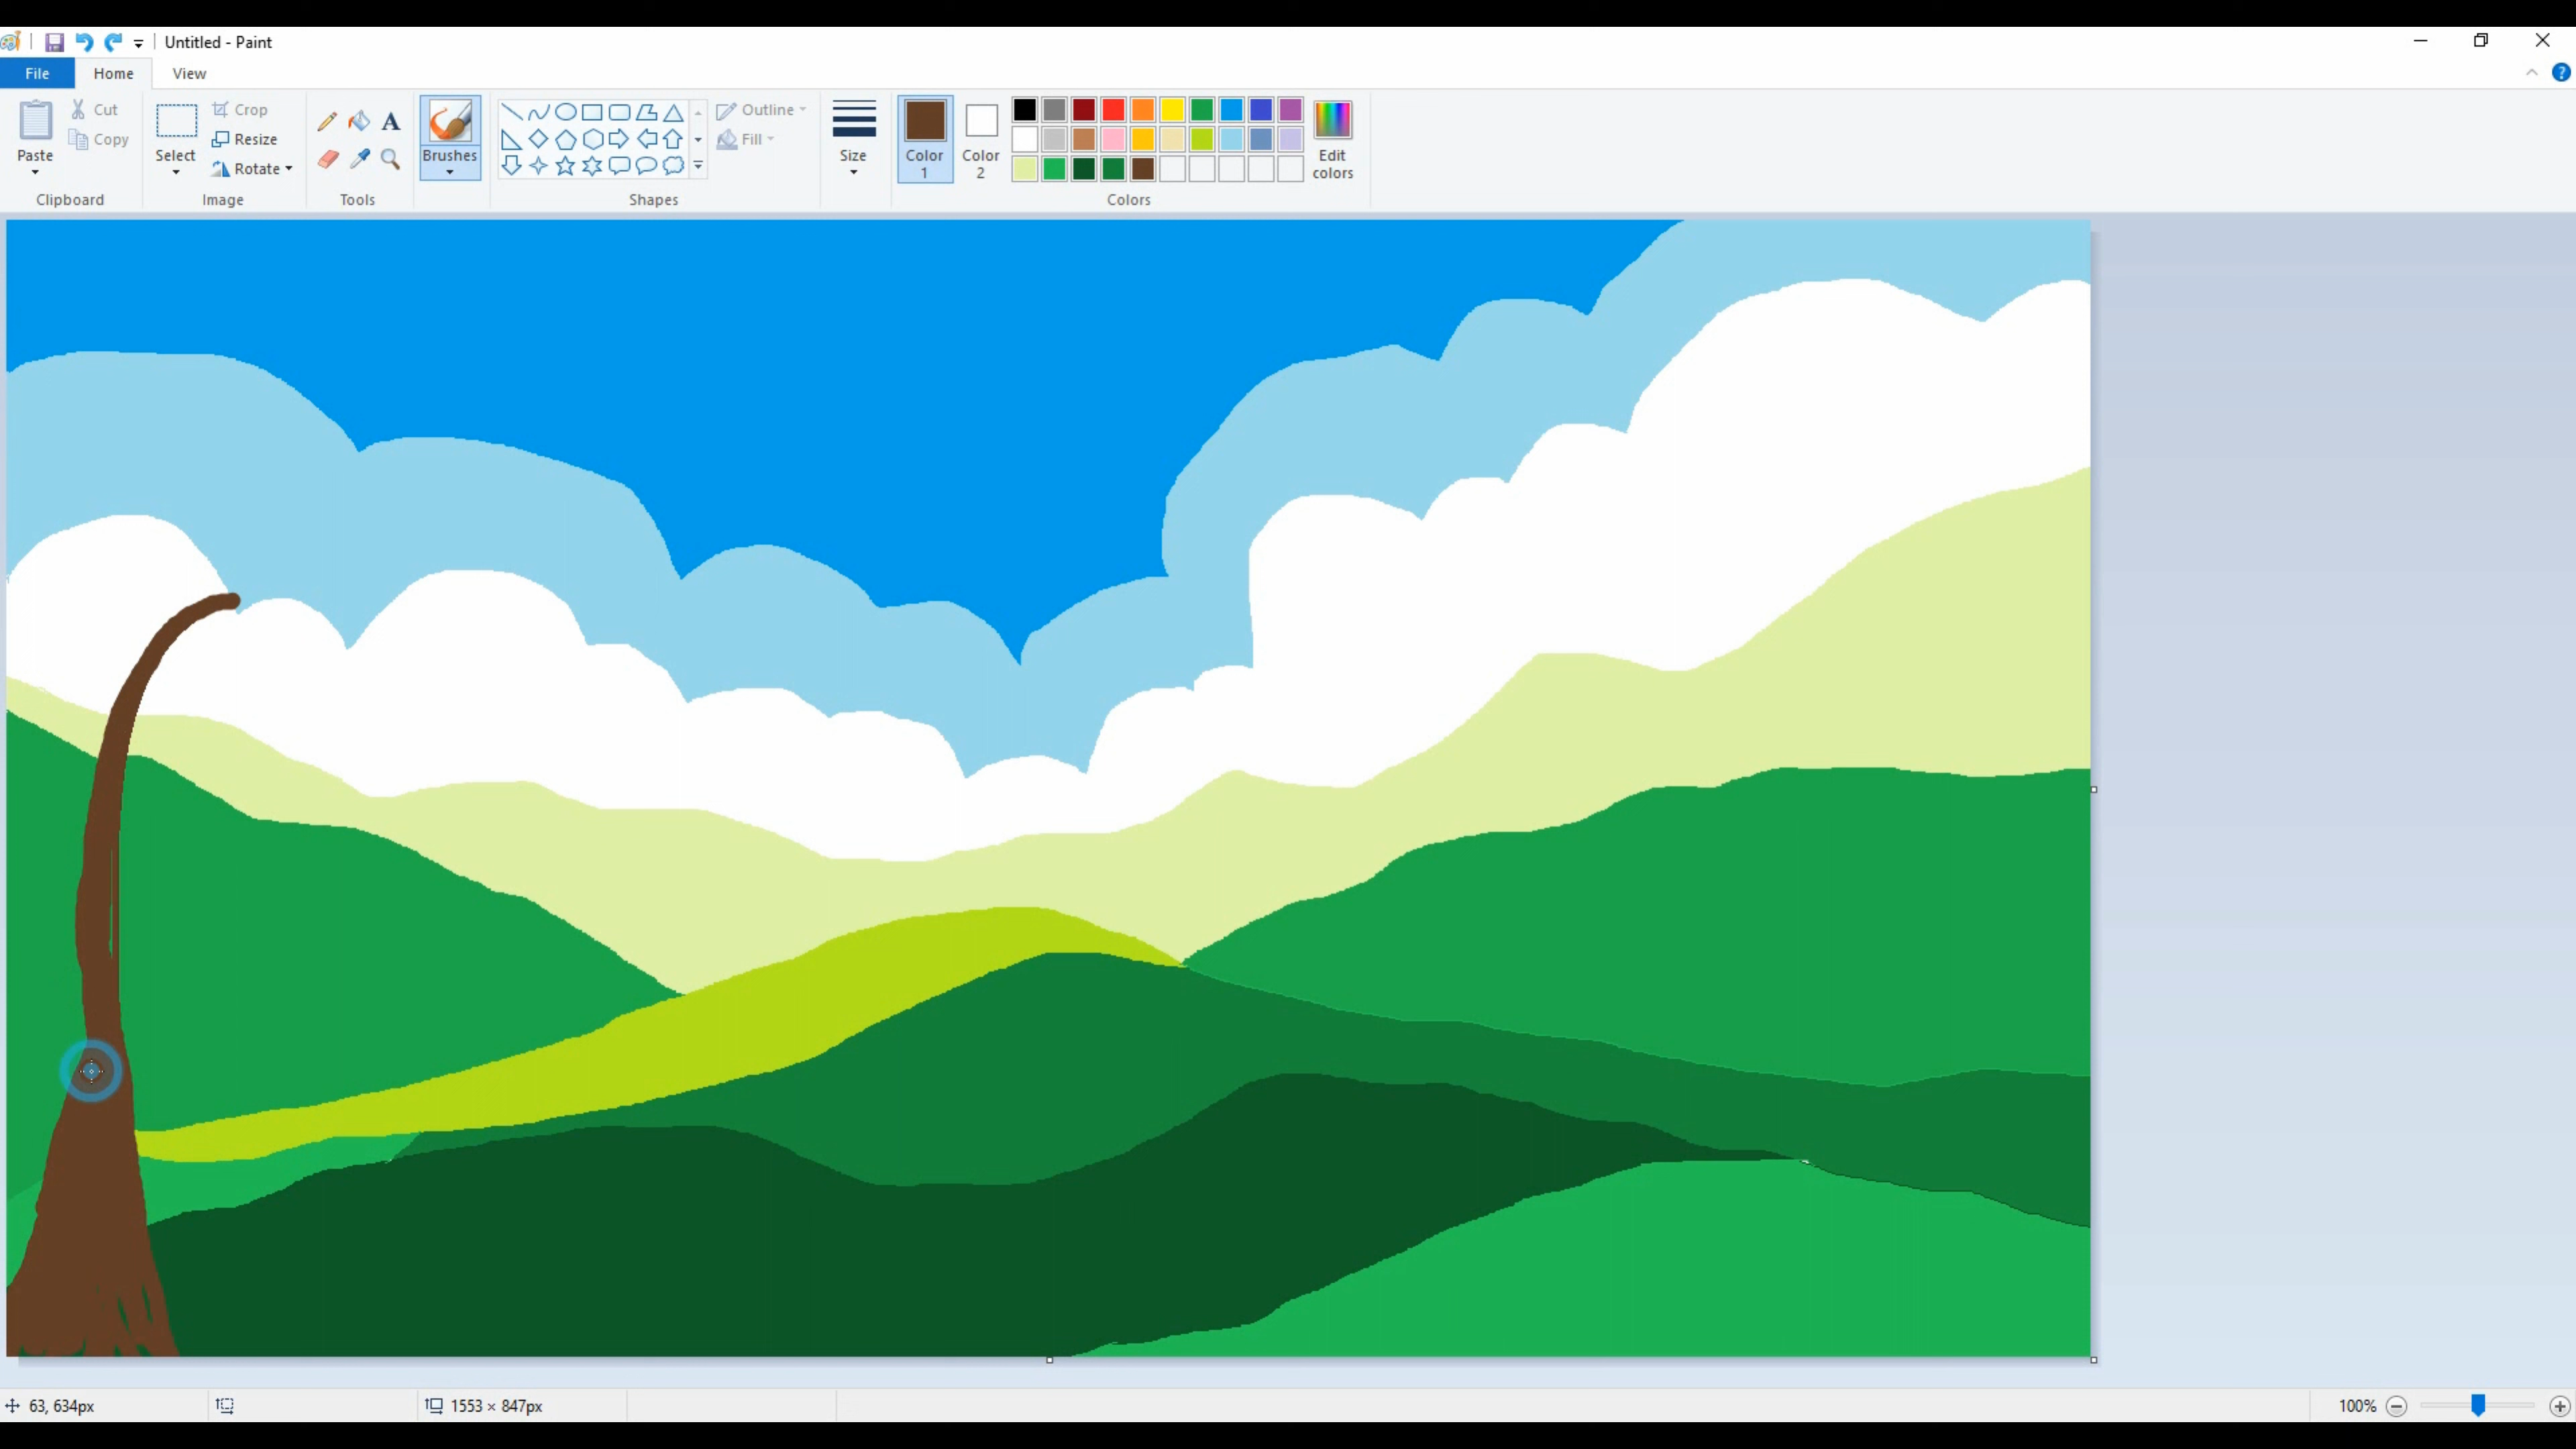 Untitled - Paint
File Home View
Paste
Cut
Copy
Clipboard
Select
Crop
Resize
Rotate
Image
A
Tools
Brushes
Outline
Fill
Shapes
Size
Color
1
Color
2
Edit
colors
Colors
?
63, 634px
1553 × 847px
100%